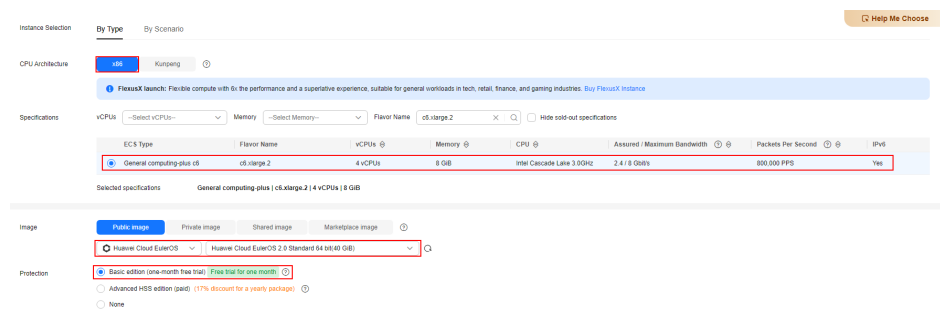 Help Me Choose
Instance Selection By Type By Scenario
CPU Architecture x86 Kunpeng
FlexusX launch: Flexible compute with 6x the performance and a superlative experience, suitable for general workloads in tech, retail, finance, and gaming industries. Buy FlexusX Instance
Specifications vCPUs --Select vCPUs-- Memory --Select Memory-- Flavor Name c6.xlarge.2 Hide sold-out specifications
ECS Type Flavor Name vCPUs Memory CPU Assured / Maximum Bandwidth Packets Per Second IPv6
General computing-plus c6 c6.xlarge.2 4 vCPUs 8 GiB Intel Cascade Lake 3.0GHz 2.4 / 8 Gbit/s 800,000 PPS Yes
Selected specifications General computing-plus | c6.xlarge.2 | 4 vCPUs | 8 GiB
Image Public image Private image Shared image Marketplace image
Huawei Cloud EulerOS Huawei Cloud EulerOS 2.0 Standard 64 bit(40 GiB)
Protection Basic edition (one-month free trial) Free trial for one month
Advanced HSS edition (paid) (17% discount for a yearly package)
None